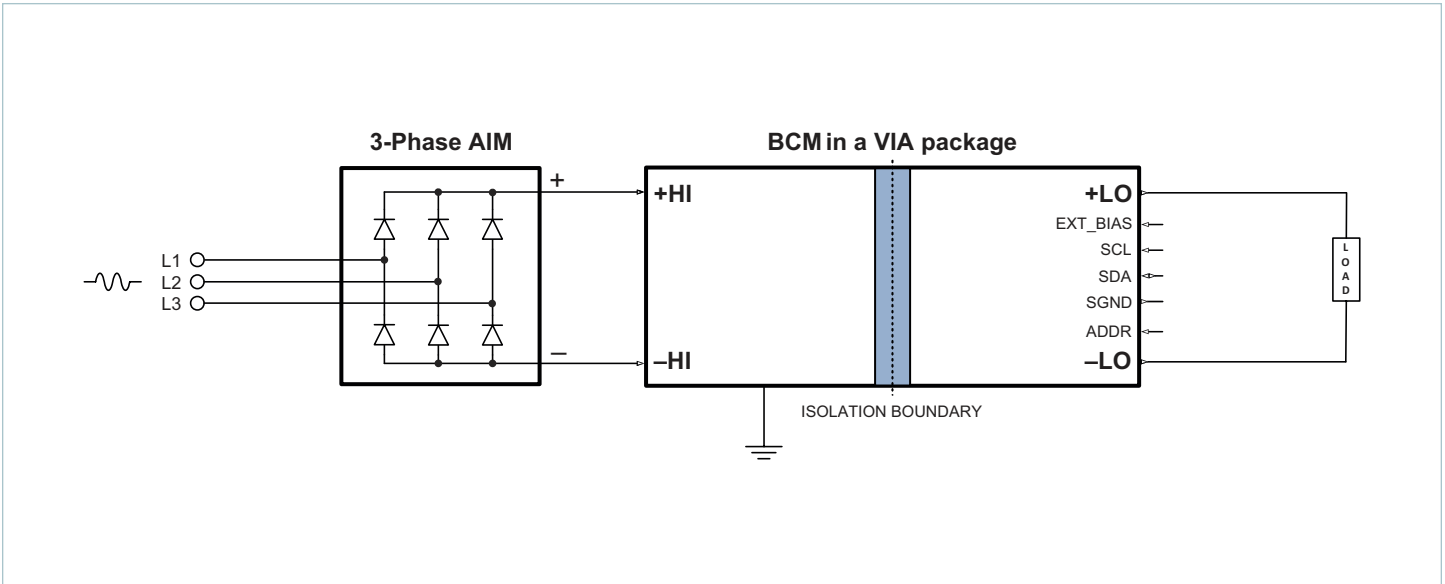 3-Phase AIM
BCM in a VIA package
+
+HI
+LO
EXT_BIAS
SCL
SDA
SGND
ADDR
–LO
L1
L2
L3
LOAD
–
–HI
ISOLATION BOUNDARY